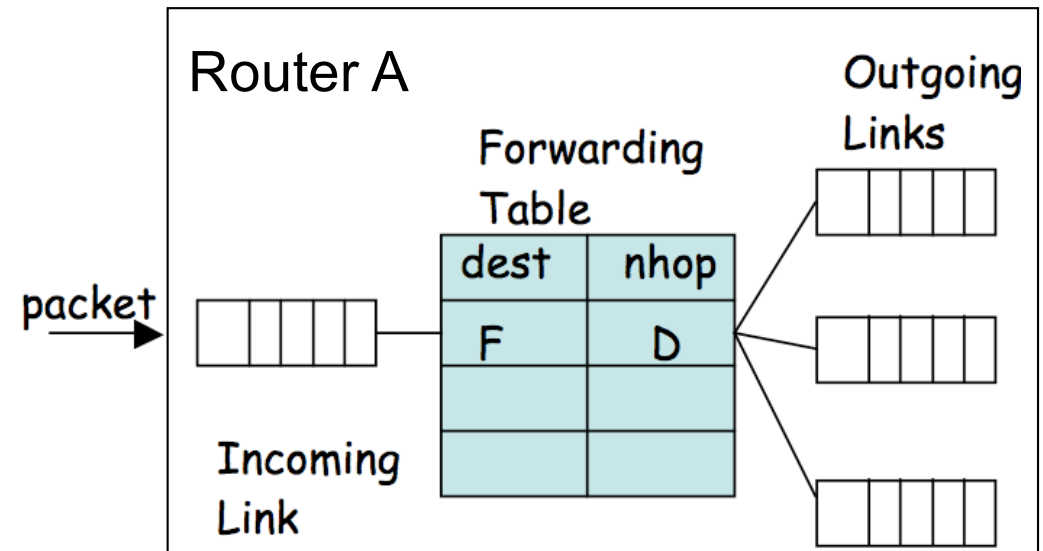 Router A
Outgoing
Links
Forwarding
Table
dest nhop
packet
F D
Incoming
Link